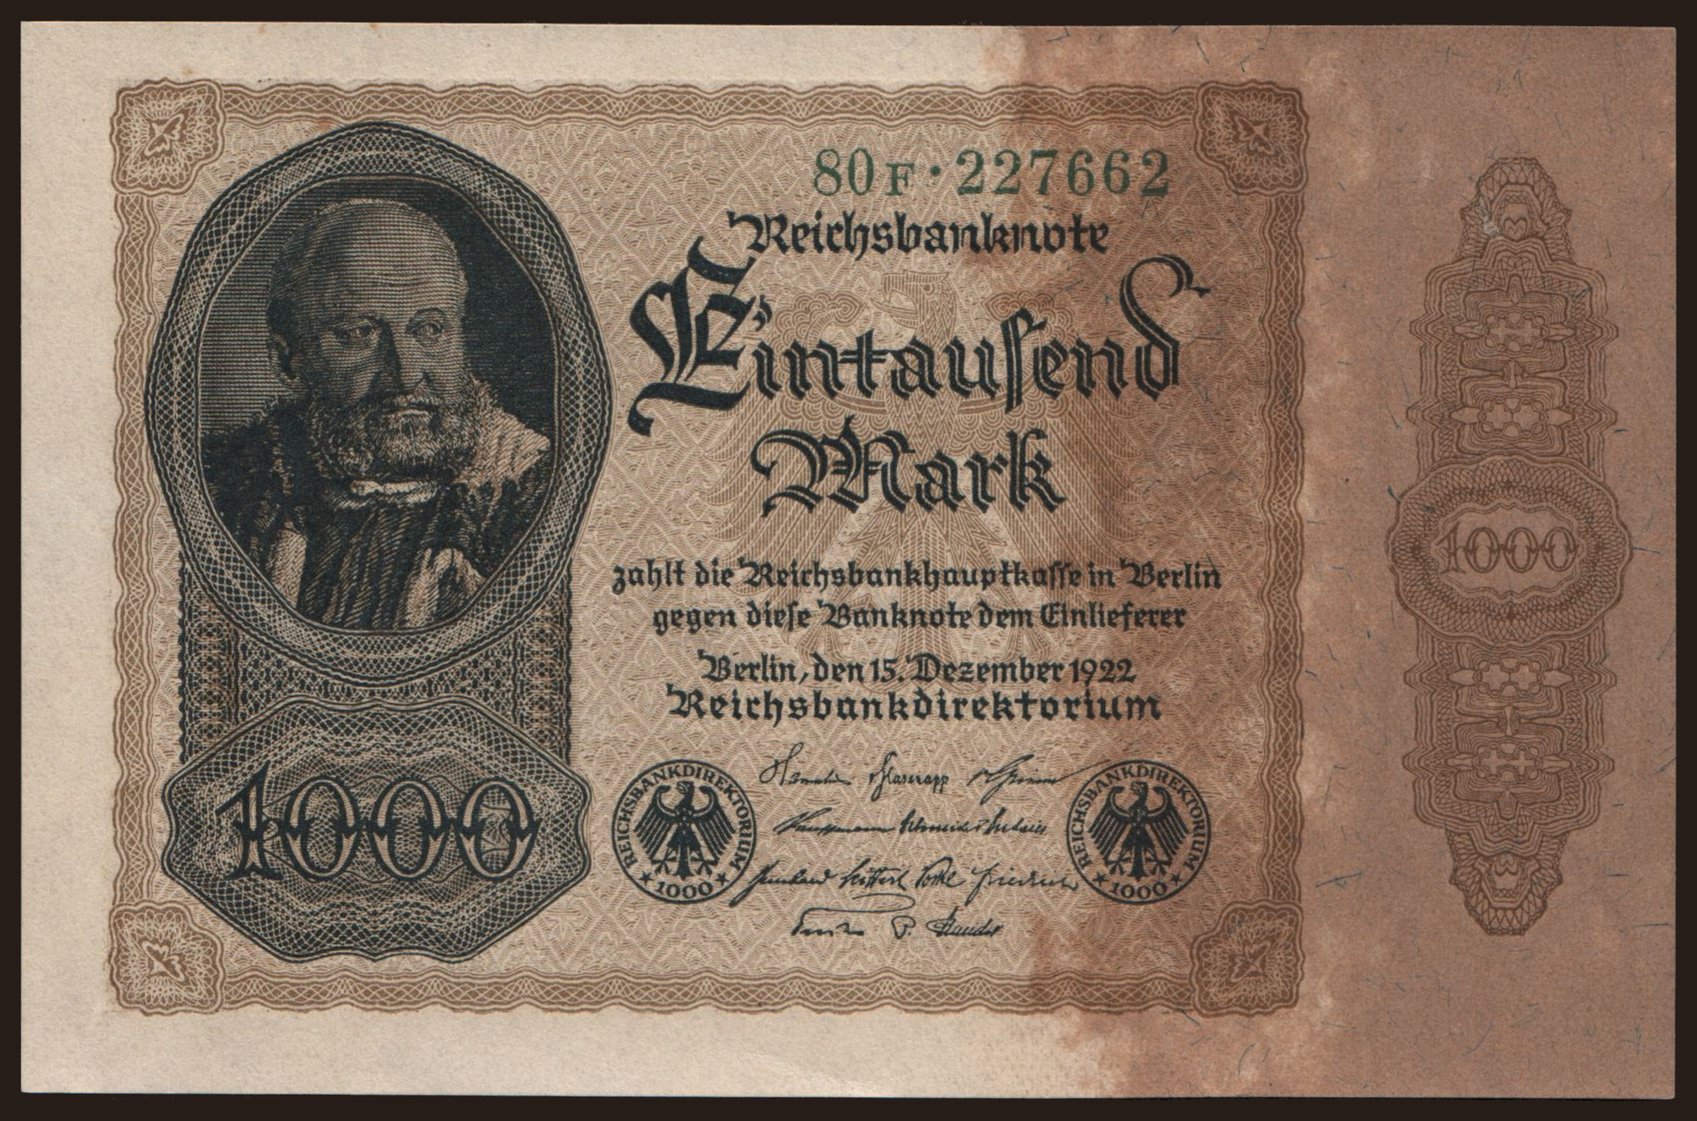 80F·227662
Reichsbanknote
Eintausend
Mark
zahlt die Reichsbankhauptkasse in Berlin
gegen diese Banknote dem Einlieferer
Berlin, den 15. Dezember 1922
Reichsbankdirektorium
1000
1000
REICHSBANKDIREKTORIUM
★1000★
REICHSBANKDIREKTORIUM
★1000★